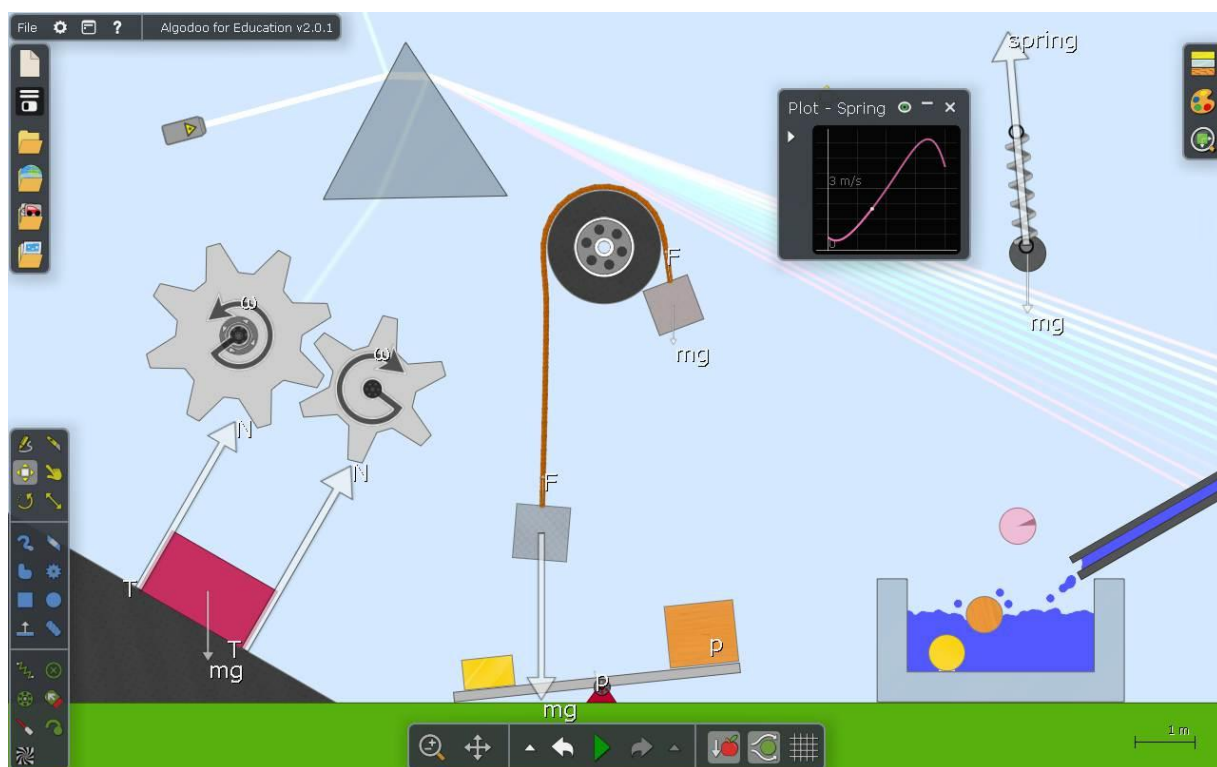 File ? Algodoo for Education v2.0.1
spring
Plot - Spring
3 m/s
0
F
mg
mg
ω
ω
N
N
F
T
T
mg
p
p
mg
1 m